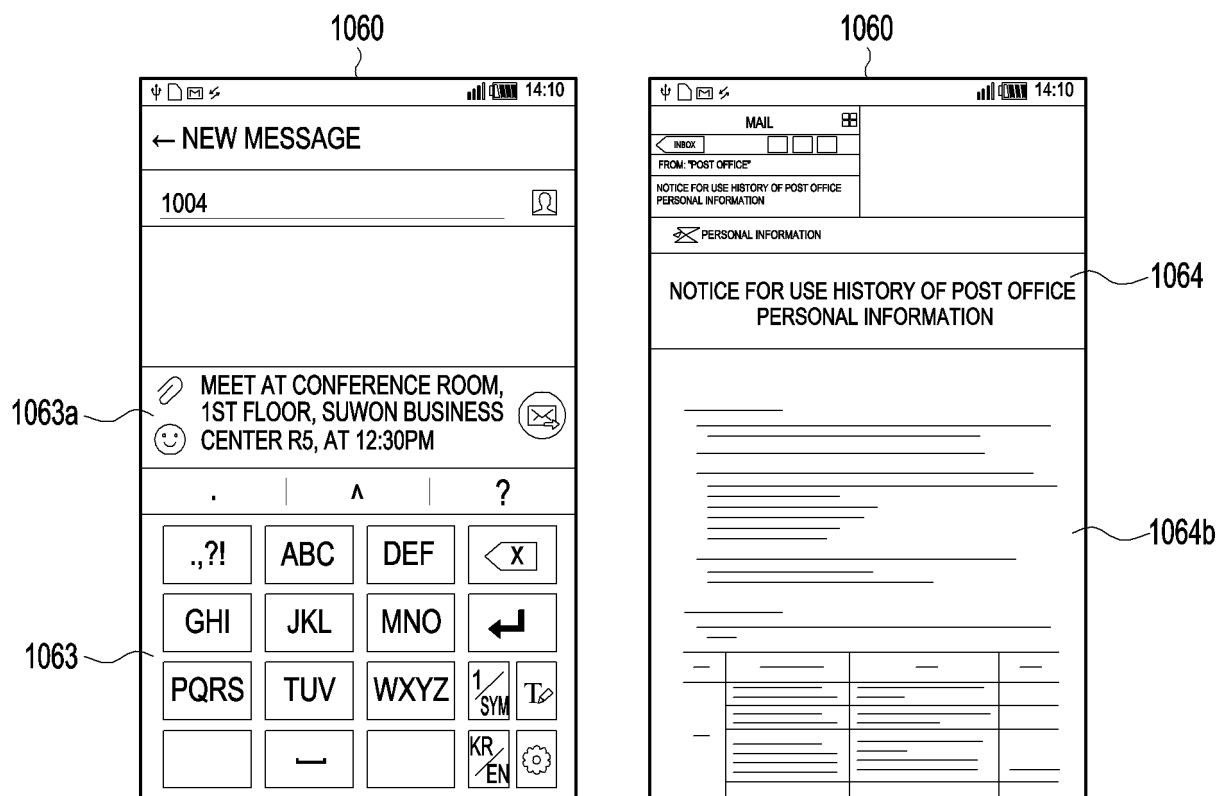 1060
14:10
← NEW MESSAGE
1004
1063a
MEET AT CONFERENCE ROOM,
1ST FLOOR, SUWON BUSINESS
CENTER R5, AT 12:30PM
. ^ ?
.,?! ABC DEF X
GHI JKL MNO
1063
PQRS TUV WXYZ 1/SYM T
KR/EN
1060
14:10
MAIL
INBOX
FROM: "POST OFFICE"
NOTICE FOR USE HISTORY OF POST OFFICE
PERSONAL INFORMATION
PERSONAL INFORMATION
1064
NOTICE FOR USE HISTORY OF POST OFFICE
PERSONAL INFORMATION
1064b